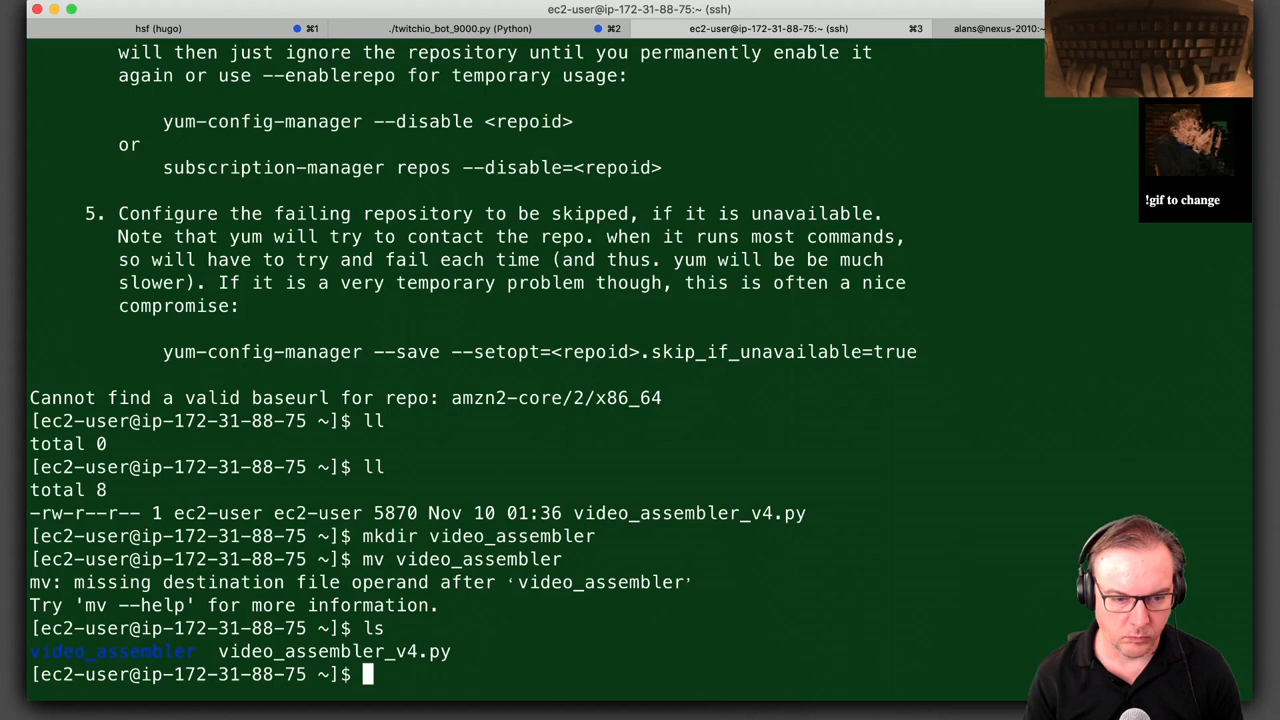 ec2-user@ip-172-31-88-75:~ (ssh)
hsf (hugo) ⌘1 ./twitchio_bot_9000.py (Python) ⌘2 ec2-user@ip-172-31-88-75:~ (ssh) ⌘3 alans@nexus-2010:~
will then just ignore the repository until you permanently enable it
again or use --enablerepo for temporary usage:
yum-config-manager --disable <repoid>
or
subscription-manager repos --disable=<repoid>
5. Configure the failing repository to be skipped, if it is unavailable.
Note that yum will try to contact the repo. when it runs most commands,
so will have to try and fail each time (and thus. yum will be be much
slower). If it is a very temporary problem though, this is often a nice
compromise:
yum-config-manager --save --setopt=<repoid>.skip_if_unavailable=true
Cannot find a valid baseurl for repo: amzn2-core/2/x86_64
[ec2-user@ip-172-31-88-75 ~]$ ll
total 0
[ec2-user@ip-172-31-88-75 ~]$ ll
total 8
-rw-r--r-- 1 ec2-user ec2-user 5870 Nov 10 01:36 video_assembler_v4.py
[ec2-user@ip-172-31-88-75 ~]$ mkdir video_assembler
[ec2-user@ip-172-31-88-75 ~]$ mv video_assembler
mv: missing destination file operand after ‘video_assembler’
Try 'mv --help' for more information.
[ec2-user@ip-172-31-88-75 ~]$ ls
video_assembler video_assembler_v4.py
[ec2-user@ip-172-31-88-75 ~]$
!gif to change